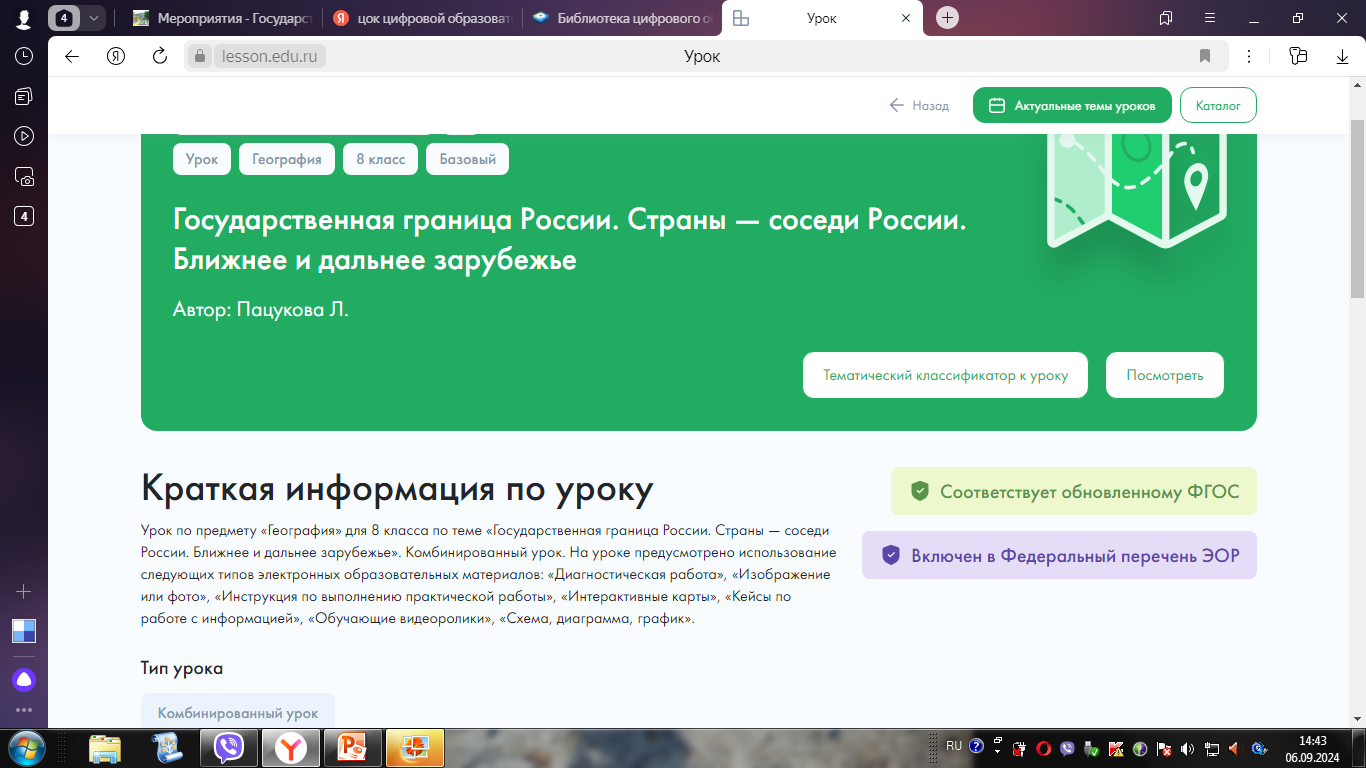 4
Мероприятия - Государст
цок цифровой образоват
Библиотека цифрового об
Урок
lesson.edu.ru
Урок
Назад
Актуальные темы уроков
Каталог
4
Урок
География
8 класс
Базовый
Государственная граница России. Страны — соседи России.
Ближнее и дальнее зарубежье
Автор: Пацукова Л.
Тематический классификатор к уроку
Посмотреть
Краткая информация по уроку
Соответствует обновленному ФГОС
Включен в Федеральный перечень ЭОР
Урок по предмету «География» для 8 класса по теме «Государственная граница России. Страны — соседи
России. Ближнее и дальнее зарубежье». Комбинированный урок. На уроке предусмотрено использование
следующих типов электронных образовательных материалов: «Диагностическая работа», «Изображение
или фото», «Инструкция по выполнению практической работы», «Интерактивные карты», «Кейсы по
работе с информацией», «Обучающие видеоролики», «Схема, диаграмма, график».
Тип урока
Комбинированный урок
RU
14:43
06.09.2024